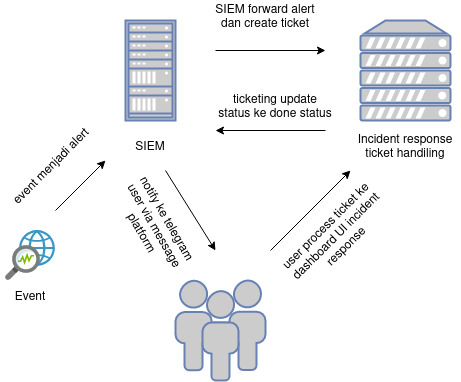 SIEM forward alert
dan create ticket
ticketing update
status ke done status
SIEM
Incident response
ticket handiling
event menjadi alert
notify ke telegram
user via message
platform
user process ticket ke
dashboard UI incident
response
Event